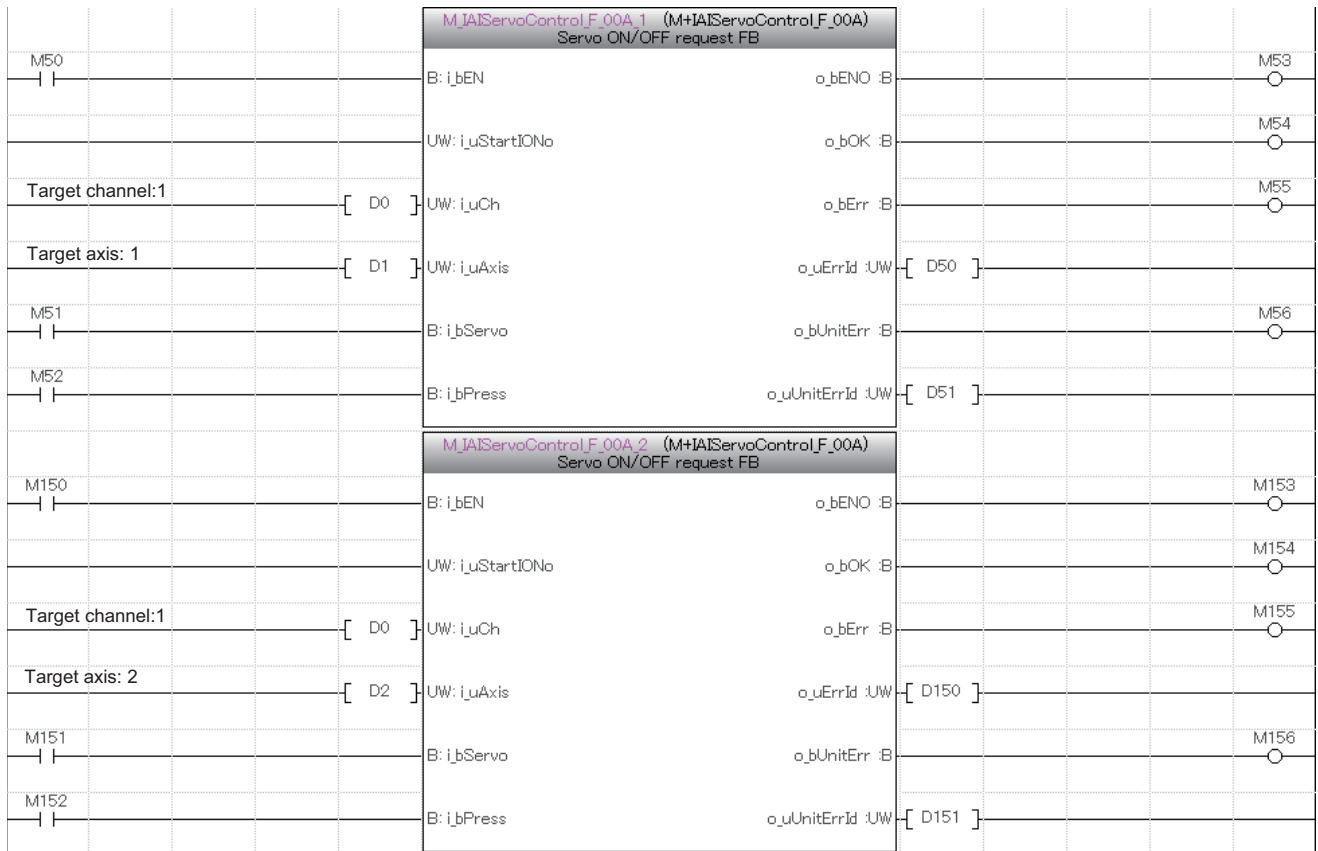 M_IAIServoControl_F_00A_1 (M+IAIServoControl_F_00A)
Servo ON/OFF request FB
M50
B: i_bEN
o_bENO :B
M53
UW: i_uStartIONo
o_bOK :B
M54
Target channel:1
[ D0 ]
UW: i_uCh
o_bErr :B
M55
Target axis: 1
[ D1 ]
UW: i_uAxis
o_uErrId :UW
[ D50 ]
M51
B: i_bServo
o_bUnitErr :B
M56
M52
B: i_bPress
o_uUnitErrId :UW
[ D51 ]
M_IAIServoControl_F_00A_2 (M+IAIServoControl_F_00A)
Servo ON/OFF request FB
M150
B: i_bEN
o_bENO :B
M153
UW: i_uStartIONo
o_bOK :B
M154
Target channel:1
[ D0 ]
UW: i_uCh
o_bErr :B
M155
Target axis: 2
[ D2 ]
UW: i_uAxis
o_uErrId :UW
[ D150 ]
M151
B: i_bServo
o_bUnitErr :B
M156
M152
B: i_bPress
o_uUnitErrId :UW
[ D151 ]